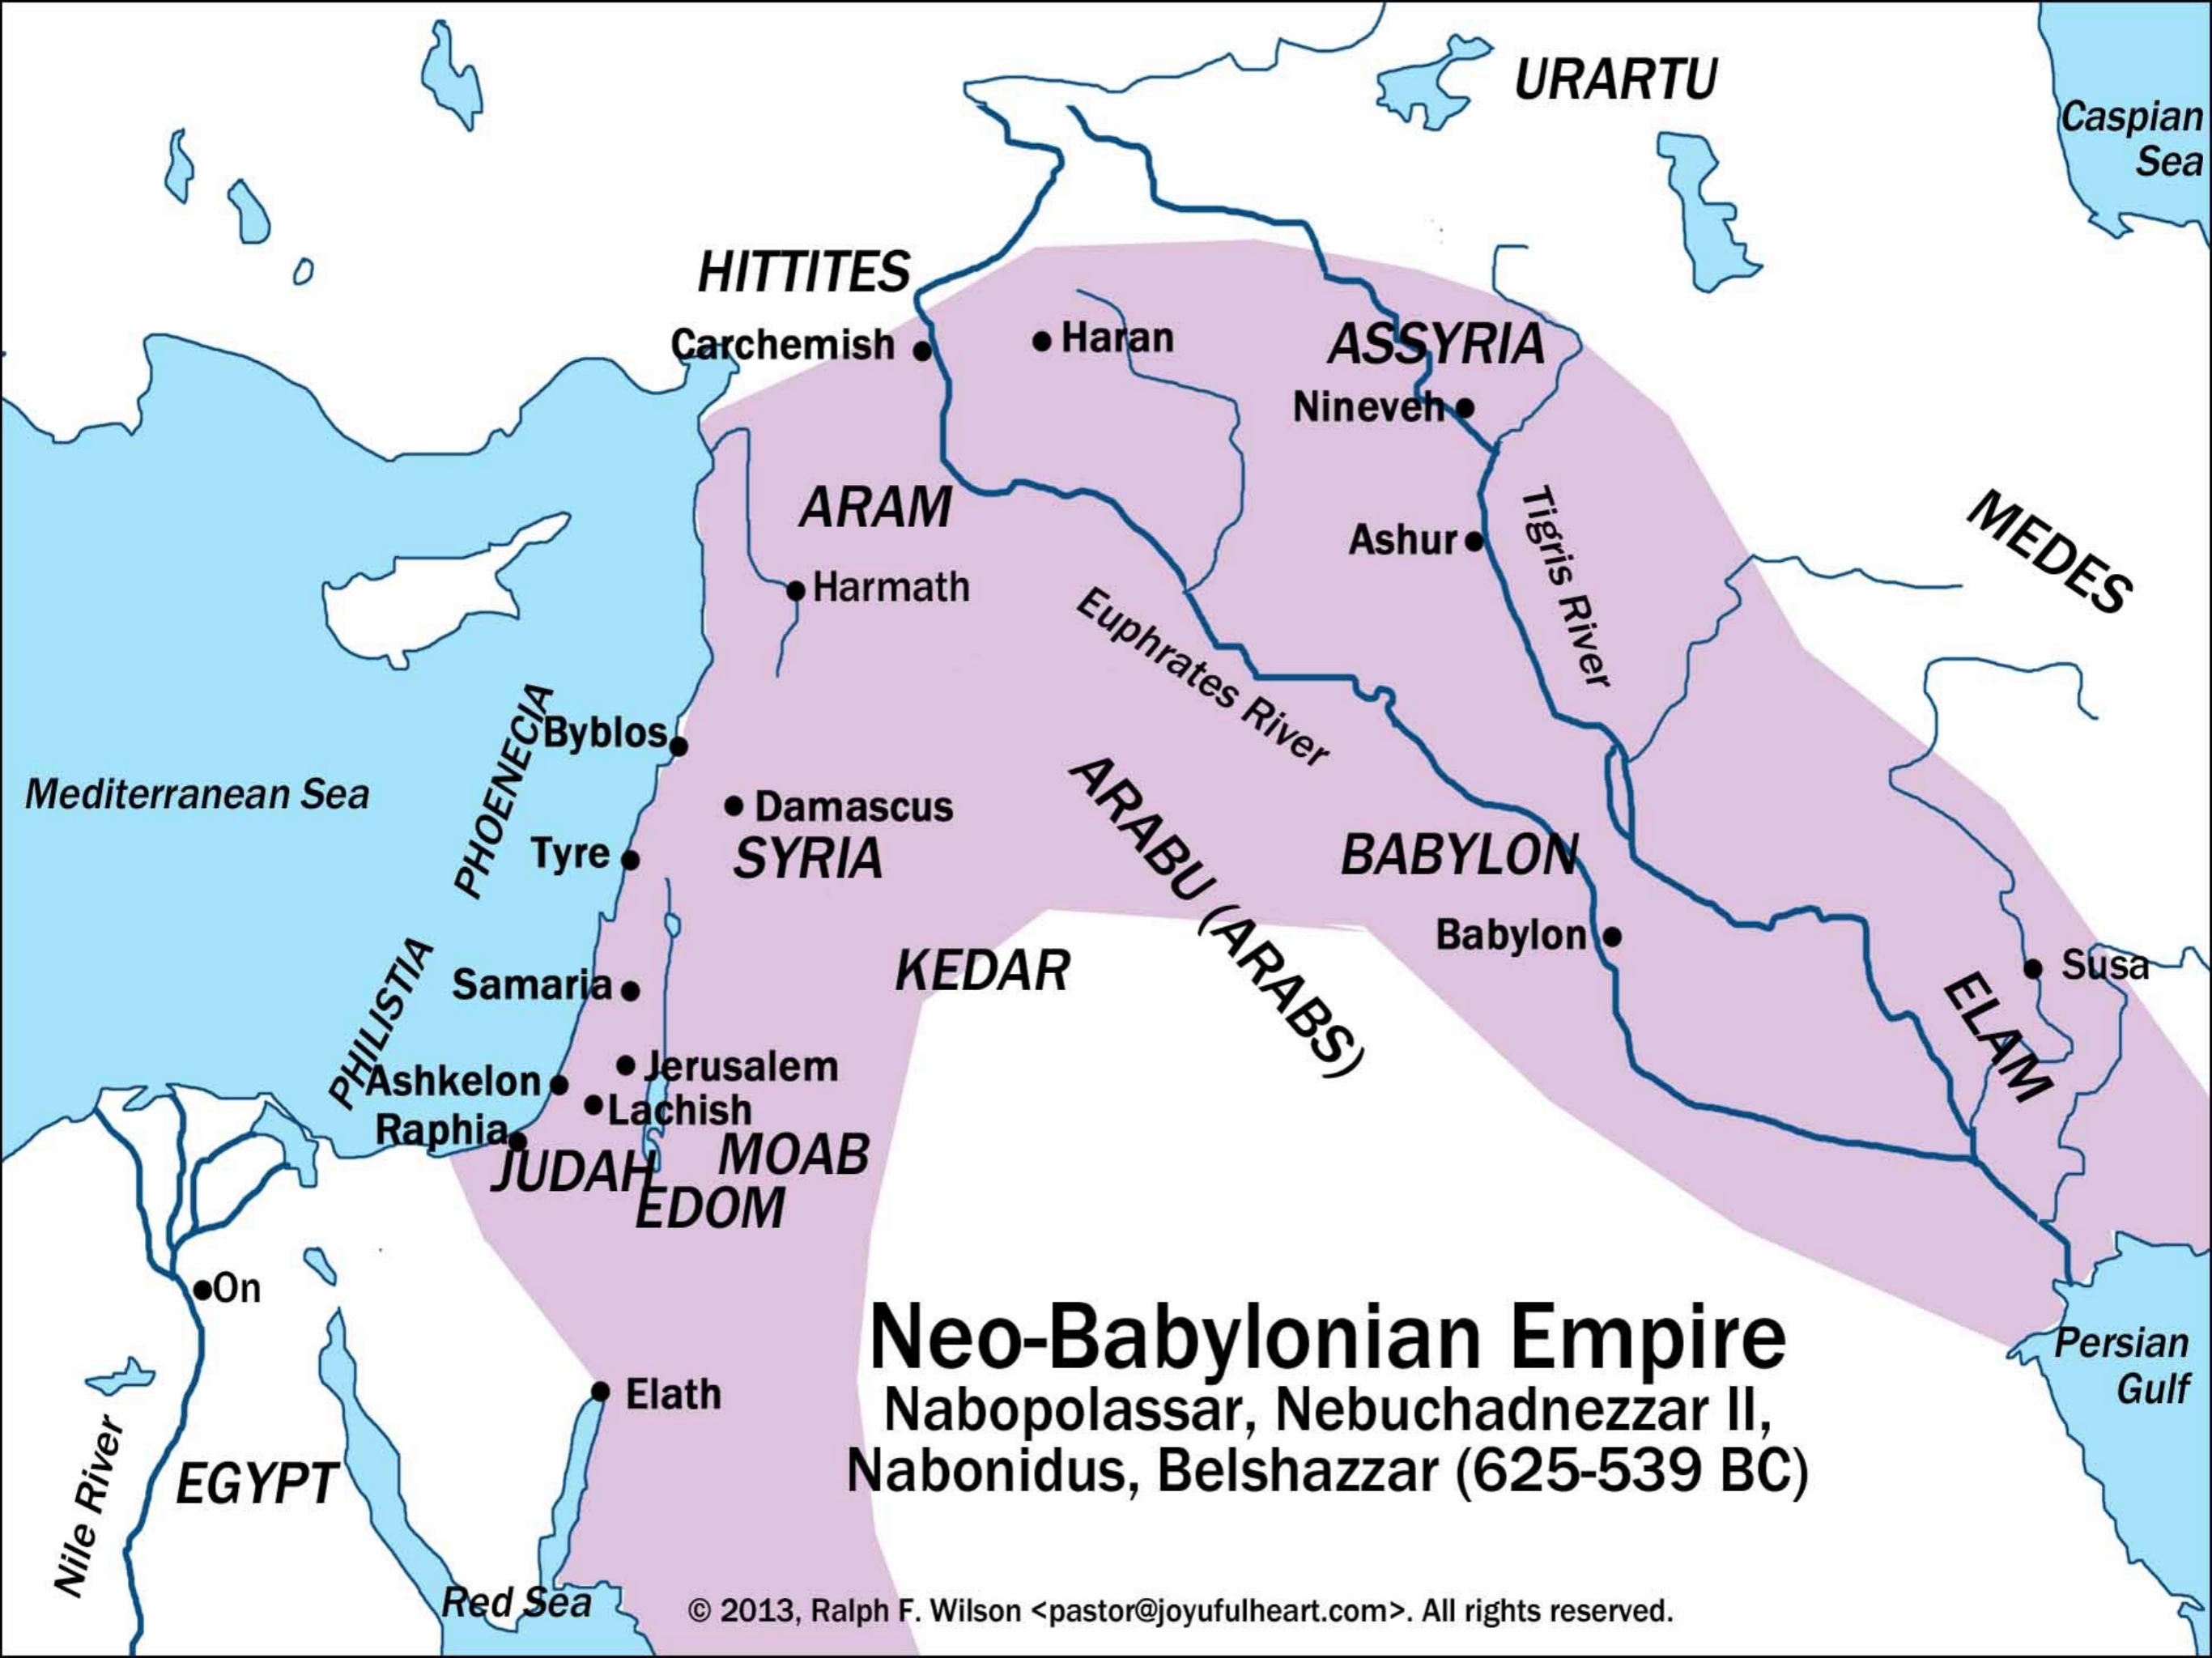 URARTU
Caspian
Sea
HITTITES
Carchemish
Haran
ASSYRIA
Nineveh
ARAM
Ashur
Tigris River
MEDES
Harmath
Euphrates River
PHOENECIA
Byblos
Mediterranean Sea
Damascus
SYRIA
Tyre
ARABU (ARABS)
BABYLON
Babylon
KEDAR
Susa
ELAM
PHILISTIA
Samaria
Jerusalem
Ashkelon
Lachish
Raphia
JUDAH
MOAB
EDOM
On
Elath
Nile River
EGYPT
Red Sea
Persian
Gulf
Neo-Babylonian Empire
Nabopolassar, Nebuchadnezzar II,
Nabonidus, Belshazzar (625-539 BC)
© 2013, Ralph F. Wilson <pastor@joyufulheart.com>. All rights reserved.